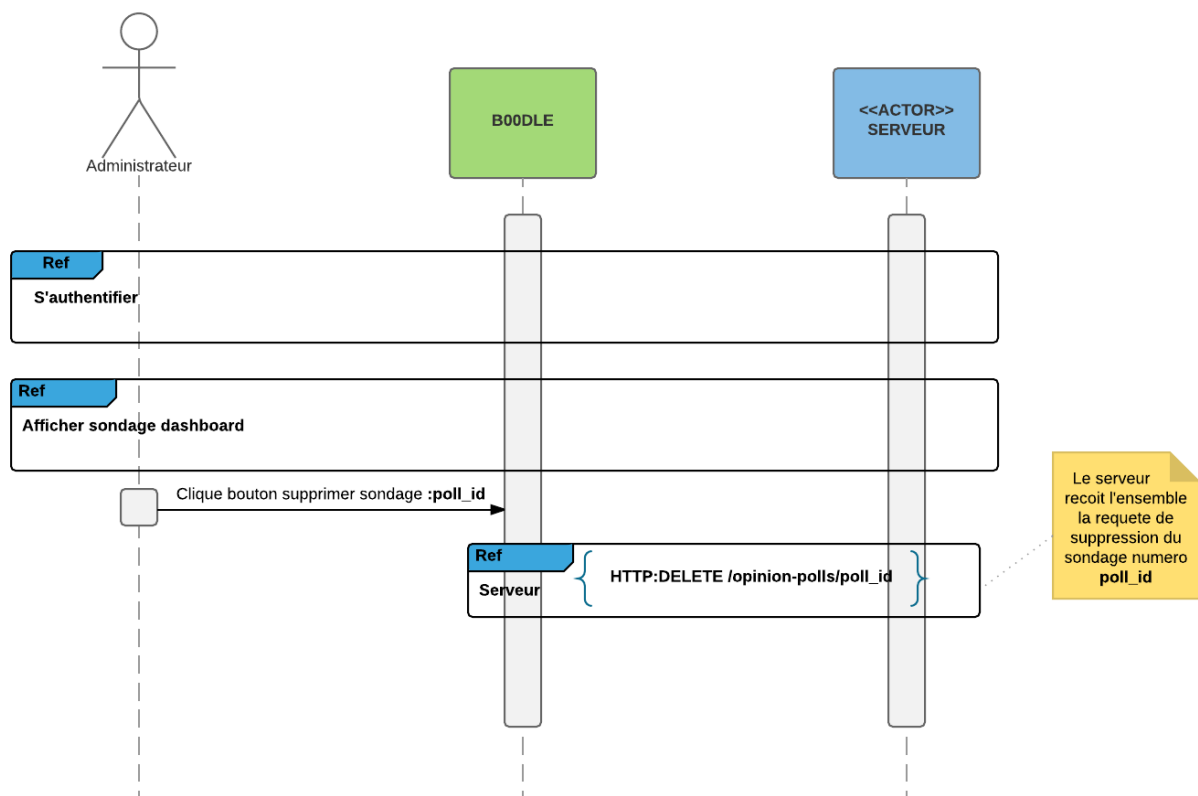 Administrateur
B00DLE
<<ACTOR>>
SERVEUR
Ref
S'authentifier
Ref
Afficher sondage dashboard
Clique bouton supprimer sondage :poll_id
Ref
Serveur
HTTP:DELETE /opinion-polls/poll_id
Le serveur
recoit l'ensemble
la requete de
suppression du
sondage numero
poll_id